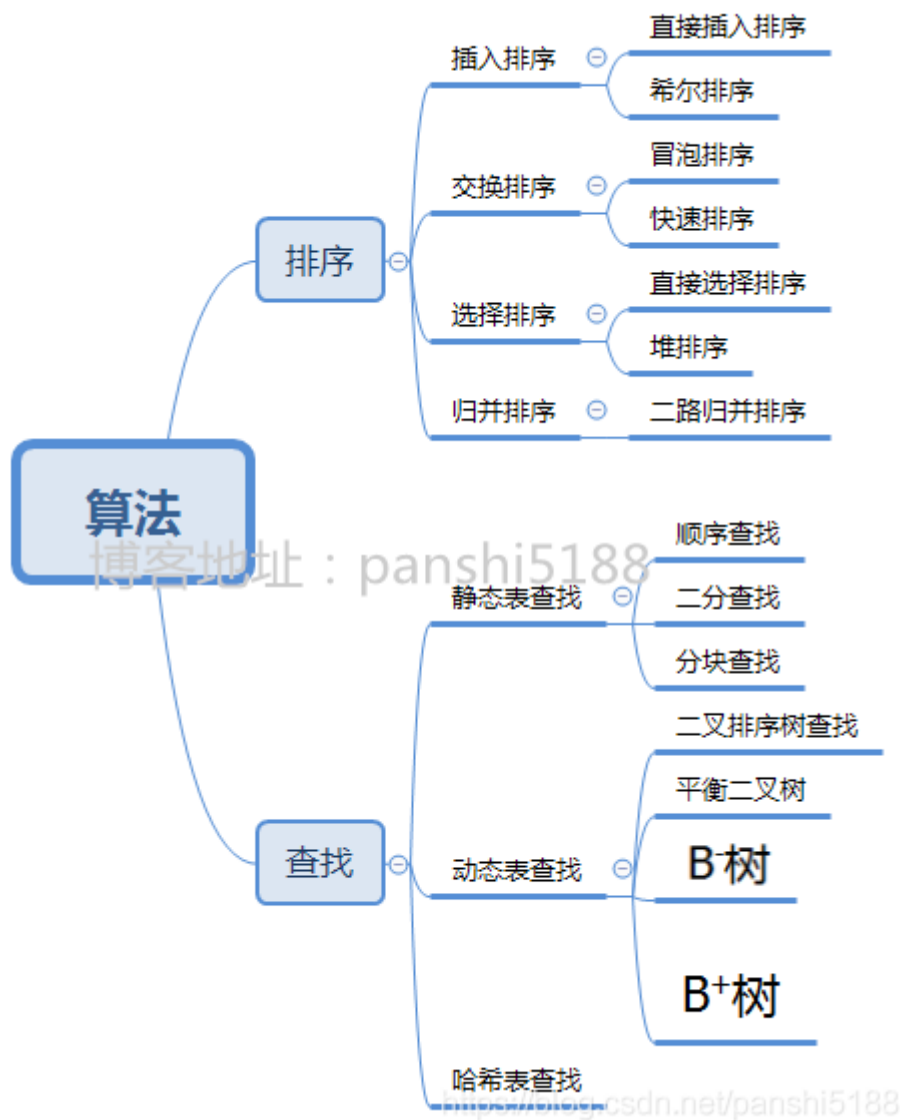 算法
排序
插入排序
直接插入排序
希尔排序
交换排序
冒泡排序
快速排序
选择排序
直接选择排序
堆排序
归并排序
二路归并排序
查找
静态表查找
顺序查找
二分查找
分块查找
动态表查找
二叉排序树查找
平衡二叉树
B⁻树
B⁺树
哈希表查找
博客地址：panshi5188
https://blog.csdn.net/panshi5188